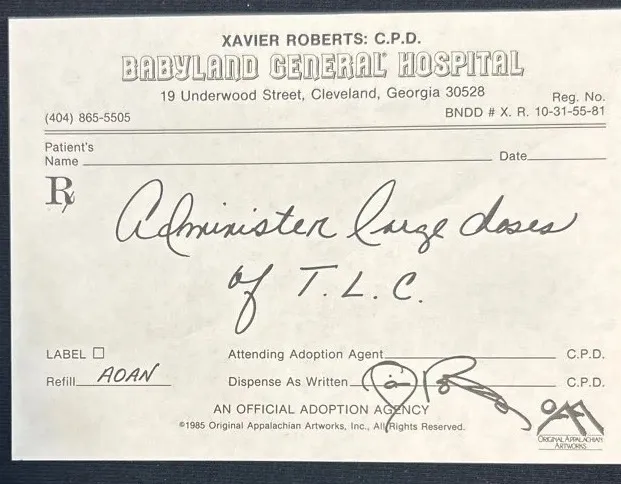 XAVIER ROBERTS: C.P.D.
BABYLAND GENERAL® HOSPITAL
19 Underwood Street, Cleveland, Georgia 30528
Reg. No.
(404) 865-5505 BNDD # X. R. 10-31-55-81
Patient's
Name Date
Rx
Administer large doses
of T.L.C.
LABEL ☐ Attending Adoption Agent C.P.D.
Refill AOAN Dispense As Written C.P.D.
AN OFFICIAL ADOPTION AGENCY
©1985 Original Appalachian Artworks, Inc., All Rights Reserved.
OAA
ORIGINAL APPALACHIAN
ARTWORKS